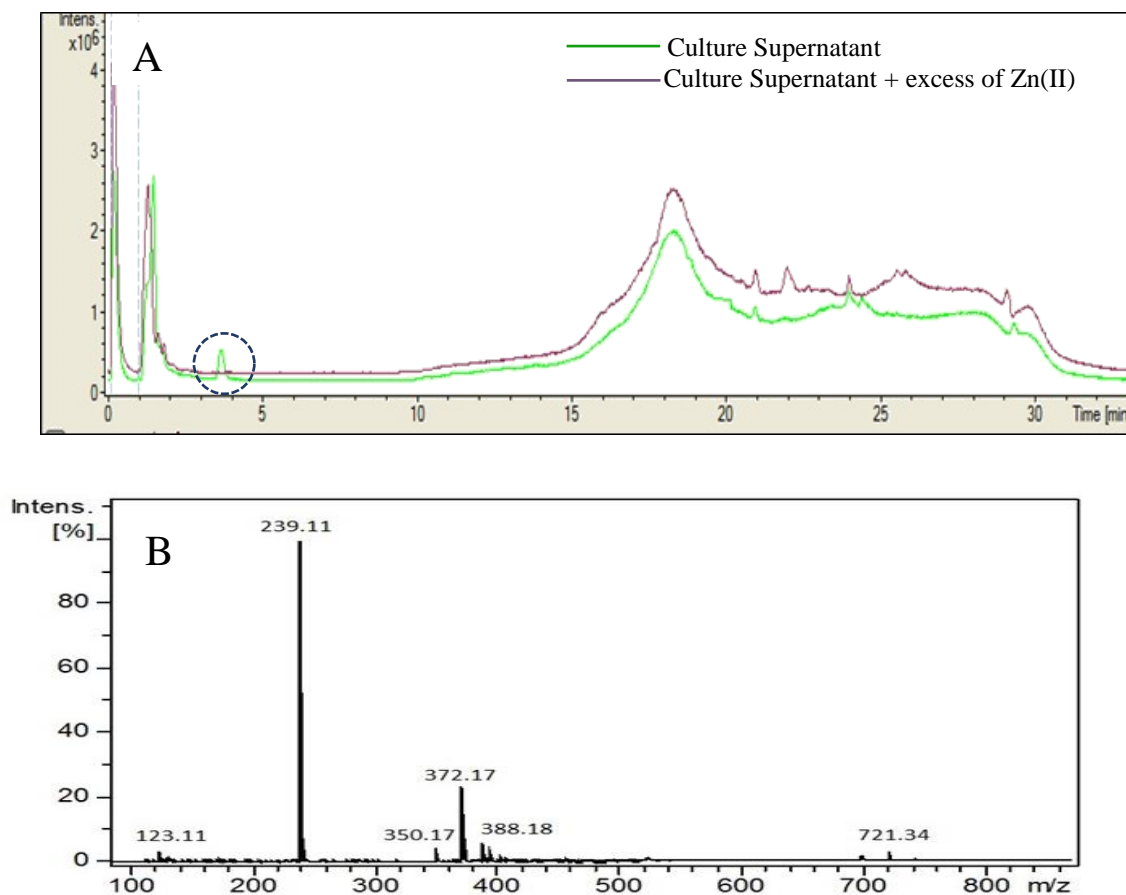 Intens.
x10⁶
A
Culture Supernatant
Culture Supernatant + excess of Zn(II)
4
3
2
1
0
0 5 10 15 20 25 30 Time [min
Intens.
[%]
B
239.11
80
60
40
372.17
20
123.11 350.17 388.18 721.34
0
100 200 300 400 500 600 700 800 m/z